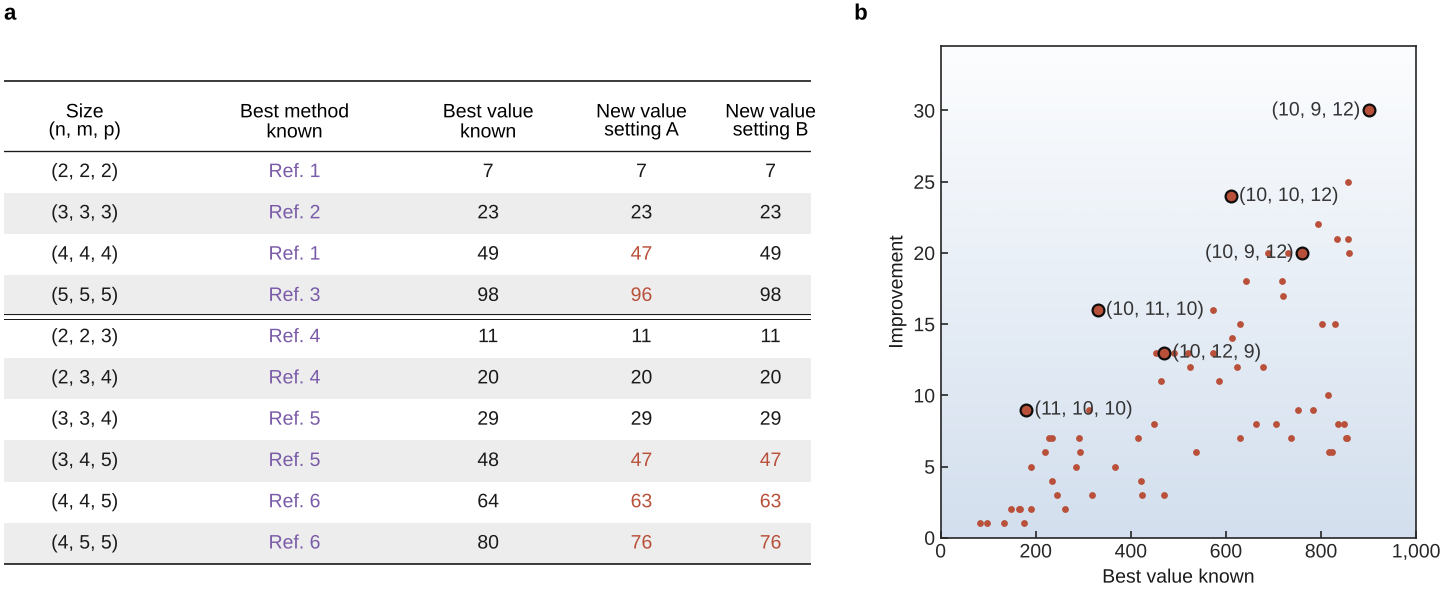 a
Size
(n, m, p)
Best method
known
Best value
known
New value
setting A
New value
setting B
(2, 2, 2) Ref. 1 7 7 7
(3, 3, 3) Ref. 2 23 23 23
(4, 4, 4) Ref. 1 49 47 49
(5, 5, 5) Ref. 3 98 96 98
(2, 2, 3) Ref. 4 11 11 11
(2, 3, 4) Ref. 4 20 20 20
(3, 3, 4) Ref. 5 29 29 29
(3, 4, 5) Ref. 5 48 47 47
(4, 4, 5) Ref. 6 64 63 63
(4, 5, 5) Ref. 6 80 76 76
b
Improvement
30
25
20
15
10
5
0
(10, 9, 12)
(10, 10, 12)
(10, 9, 12)
(10, 11, 10)
(10, 12, 9)
(11, 10, 10)
0 200 400 600 800 1,000
Best value known